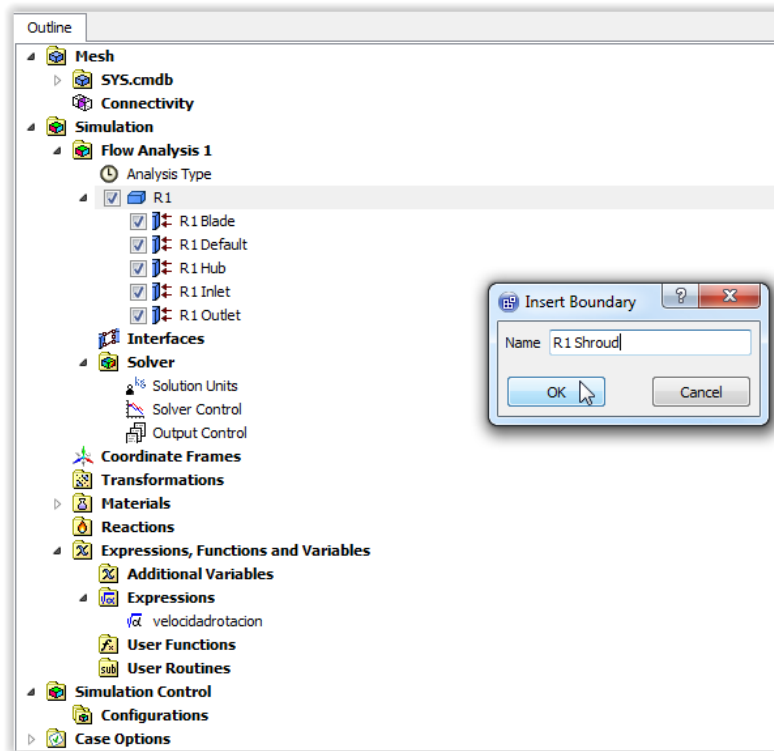 Outline
Mesh
SYS.cmdb
Connectivity
Simulation
Flow Analysis 1
Analysis Type
R1
R1 Blade
R1 Default
R1 Hub
R1 Inlet
R1 Outlet
Interfaces
Solver
Solution Units
Solver Control
Output Control
Coordinate Frames
Transformations
Materials
Reactions
Expressions, Functions and Variables
Additional Variables
Expressions
velocidadrotacion
User Functions
User Routines
Simulation Control
Configurations
Case Options
Insert Boundary
Name R1 Shroud
OK Cancel